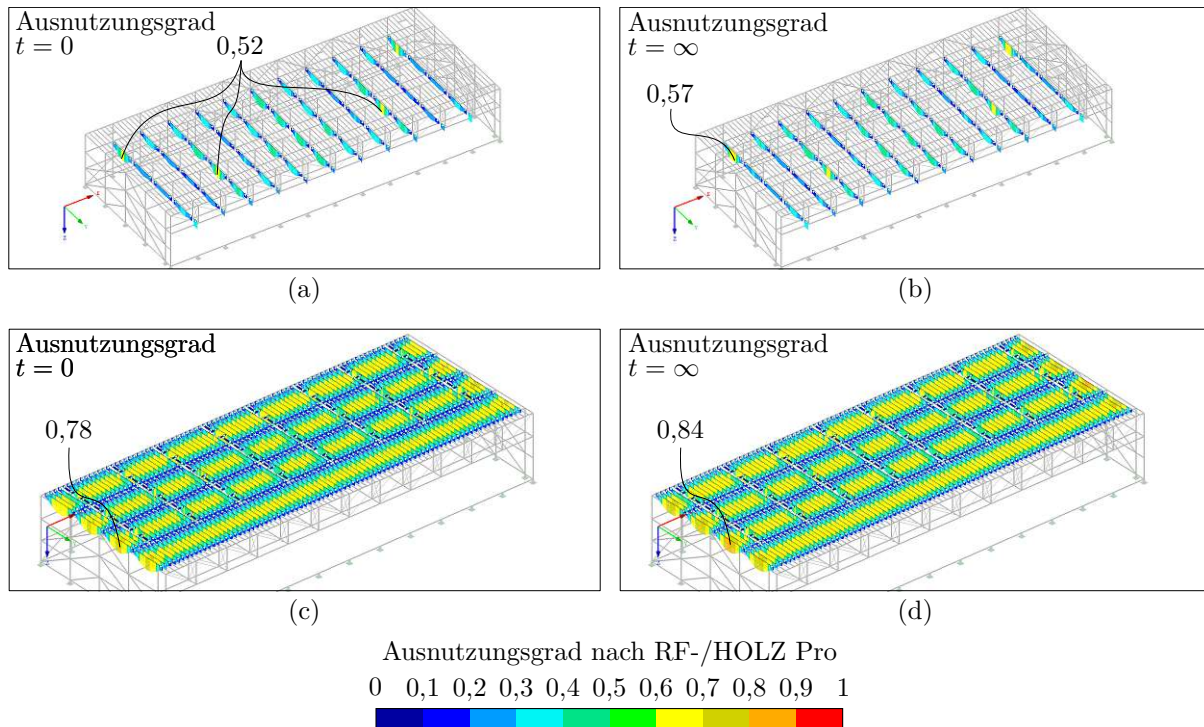 Ausnutzungsgrad
t = 0
0,52
(a)
Ausnutzungsgrad
t = ∞
0,57
(b)
Ausnutzungsgrad
t = 0
0,78
(c)
Ausnutzungsgrad
t = ∞
0,84
(d)
Ausnutzungsgrad nach RF-/HOLZ Pro
0 0,1 0,2 0,3 0,4 0,5 0,6 0,7 0,8 0,9 1